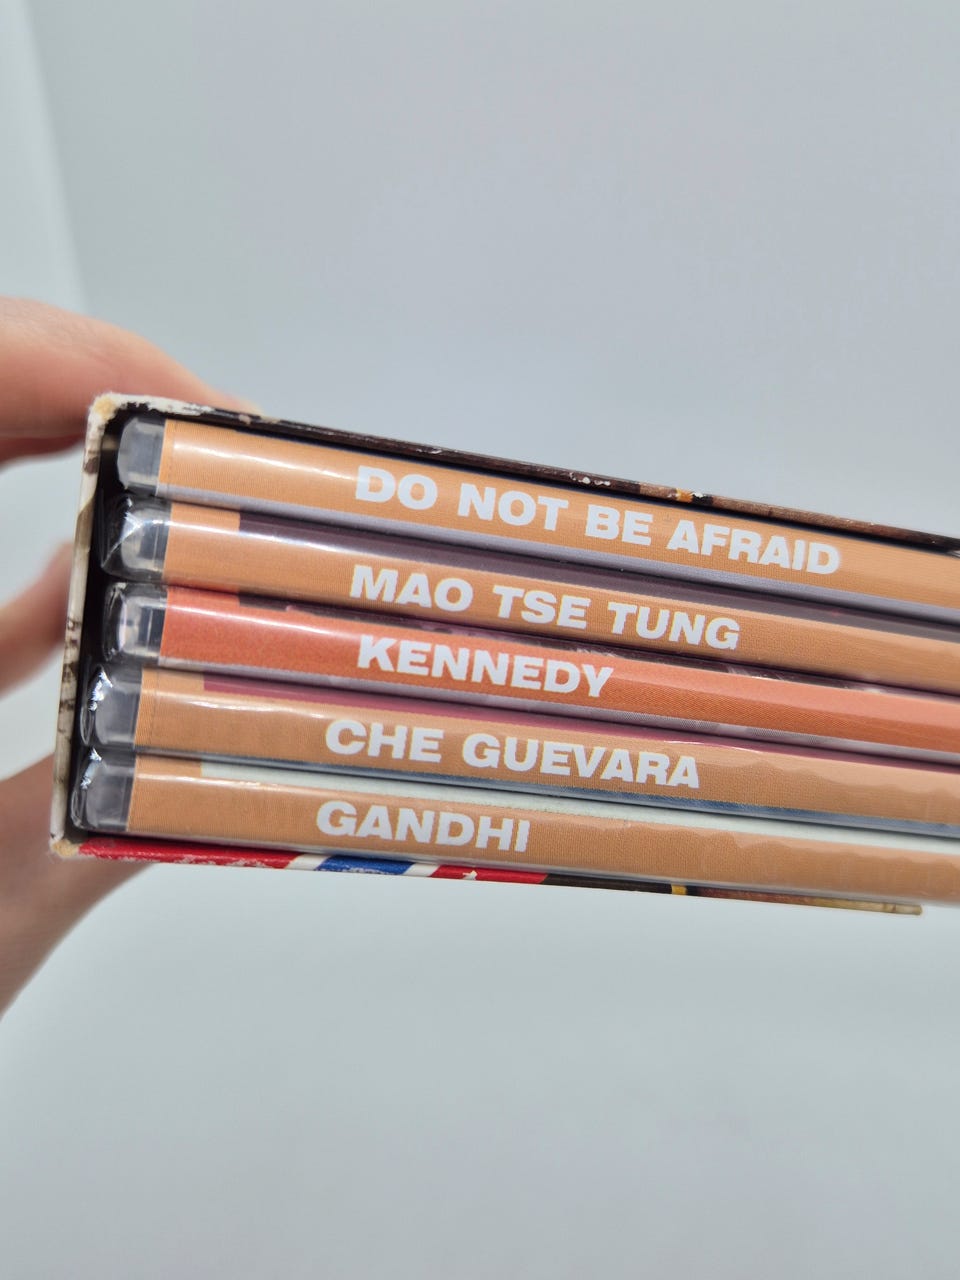 DO NOT BE AFRAID
MAO TSE TUNG
KENNEDY
CHE GUEVARA
GANDHI